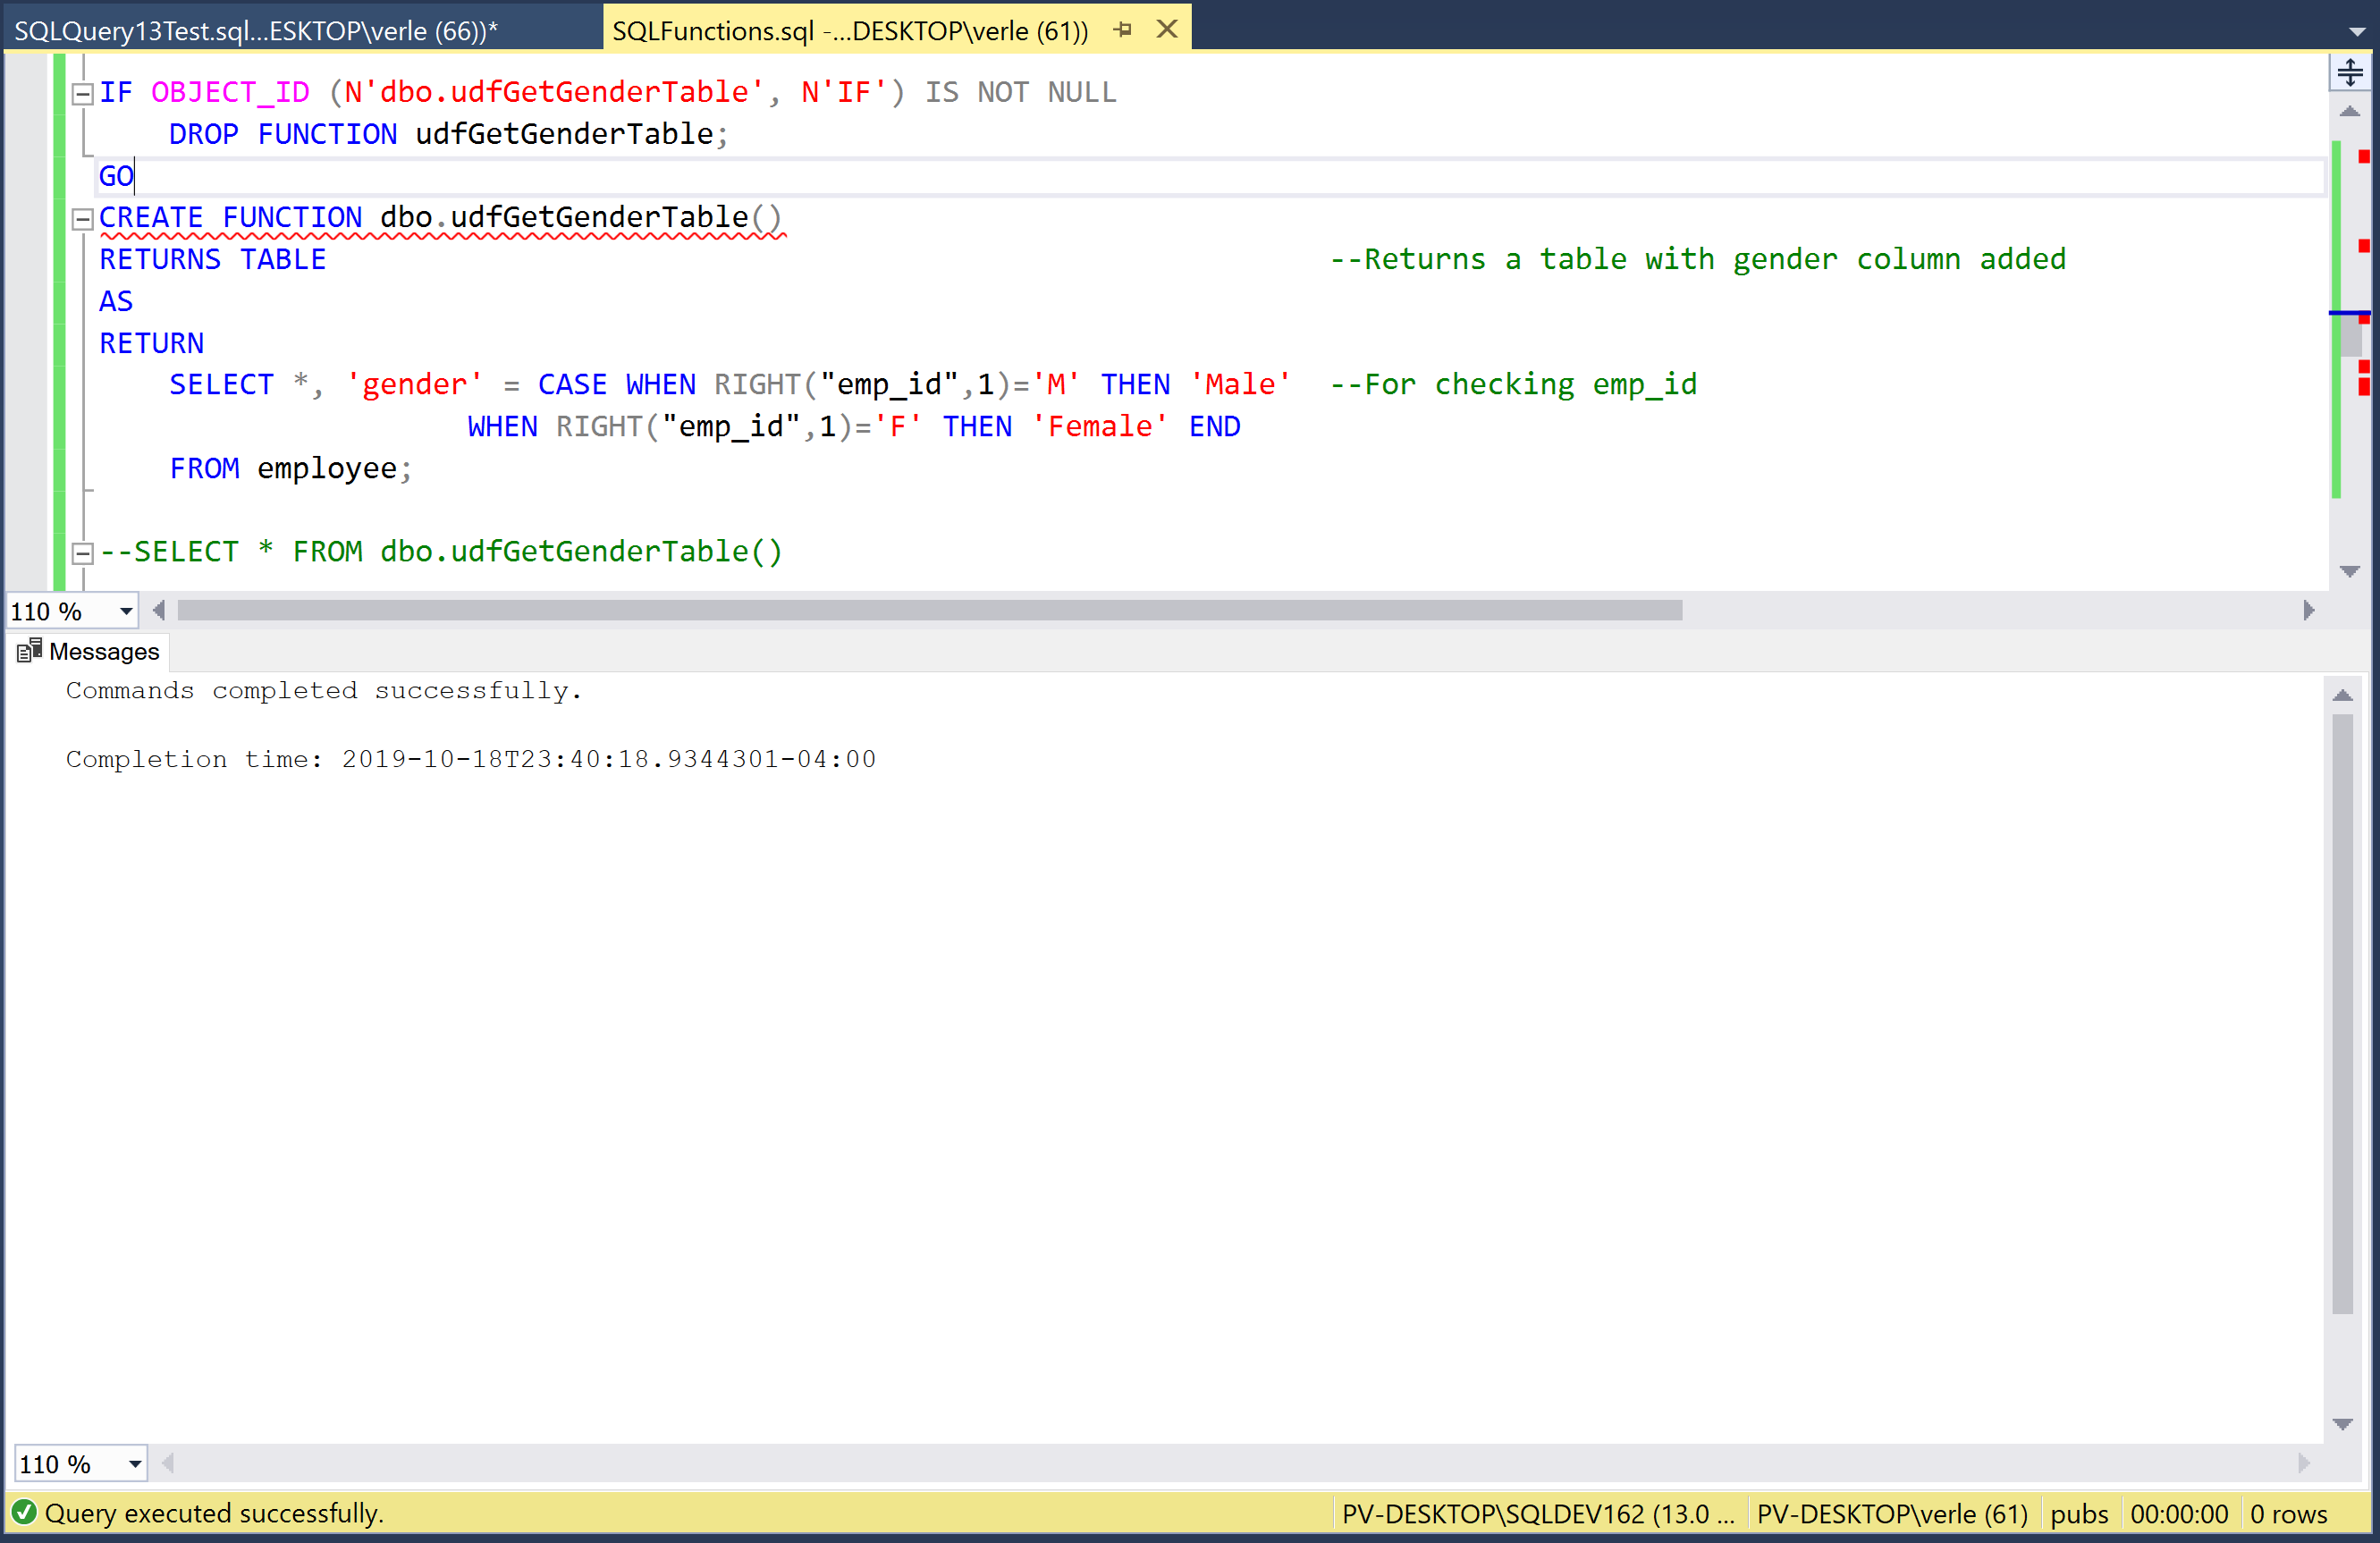 SQLQuery13Test.sql...ESKTOP\verle (66))*
SQLFunctions.sql -...DESKTOP\verle (61))
IF OBJECT_ID (N'dbo.udfGetGenderTable', N'IF') IS NOT NULL
    DROP FUNCTION udfGetGenderTable;
GO
CREATE FUNCTION dbo.udfGetGenderTable()
RETURNS TABLE --Returns a table with gender column added
AS
RETURN
    SELECT *, 'gender' = CASE WHEN RIGHT("emp_id",1)='M' THEN 'Male' --For checking emp_id
                     WHEN RIGHT("emp_id",1)='F' THEN 'Female' END
    FROM employee;
--SELECT * FROM dbo.udfGetGenderTable()
110 %
Messages
Commands completed successfully.
Completion time: 2019-10-18T23:40:18.9344301-04:00
110 %
Query executed successfully.
PV-DESKTOP\SQLDEV162 (13.0 ...
PV-DESKTOP\verle (61)
pubs
00:00:00
0 rows